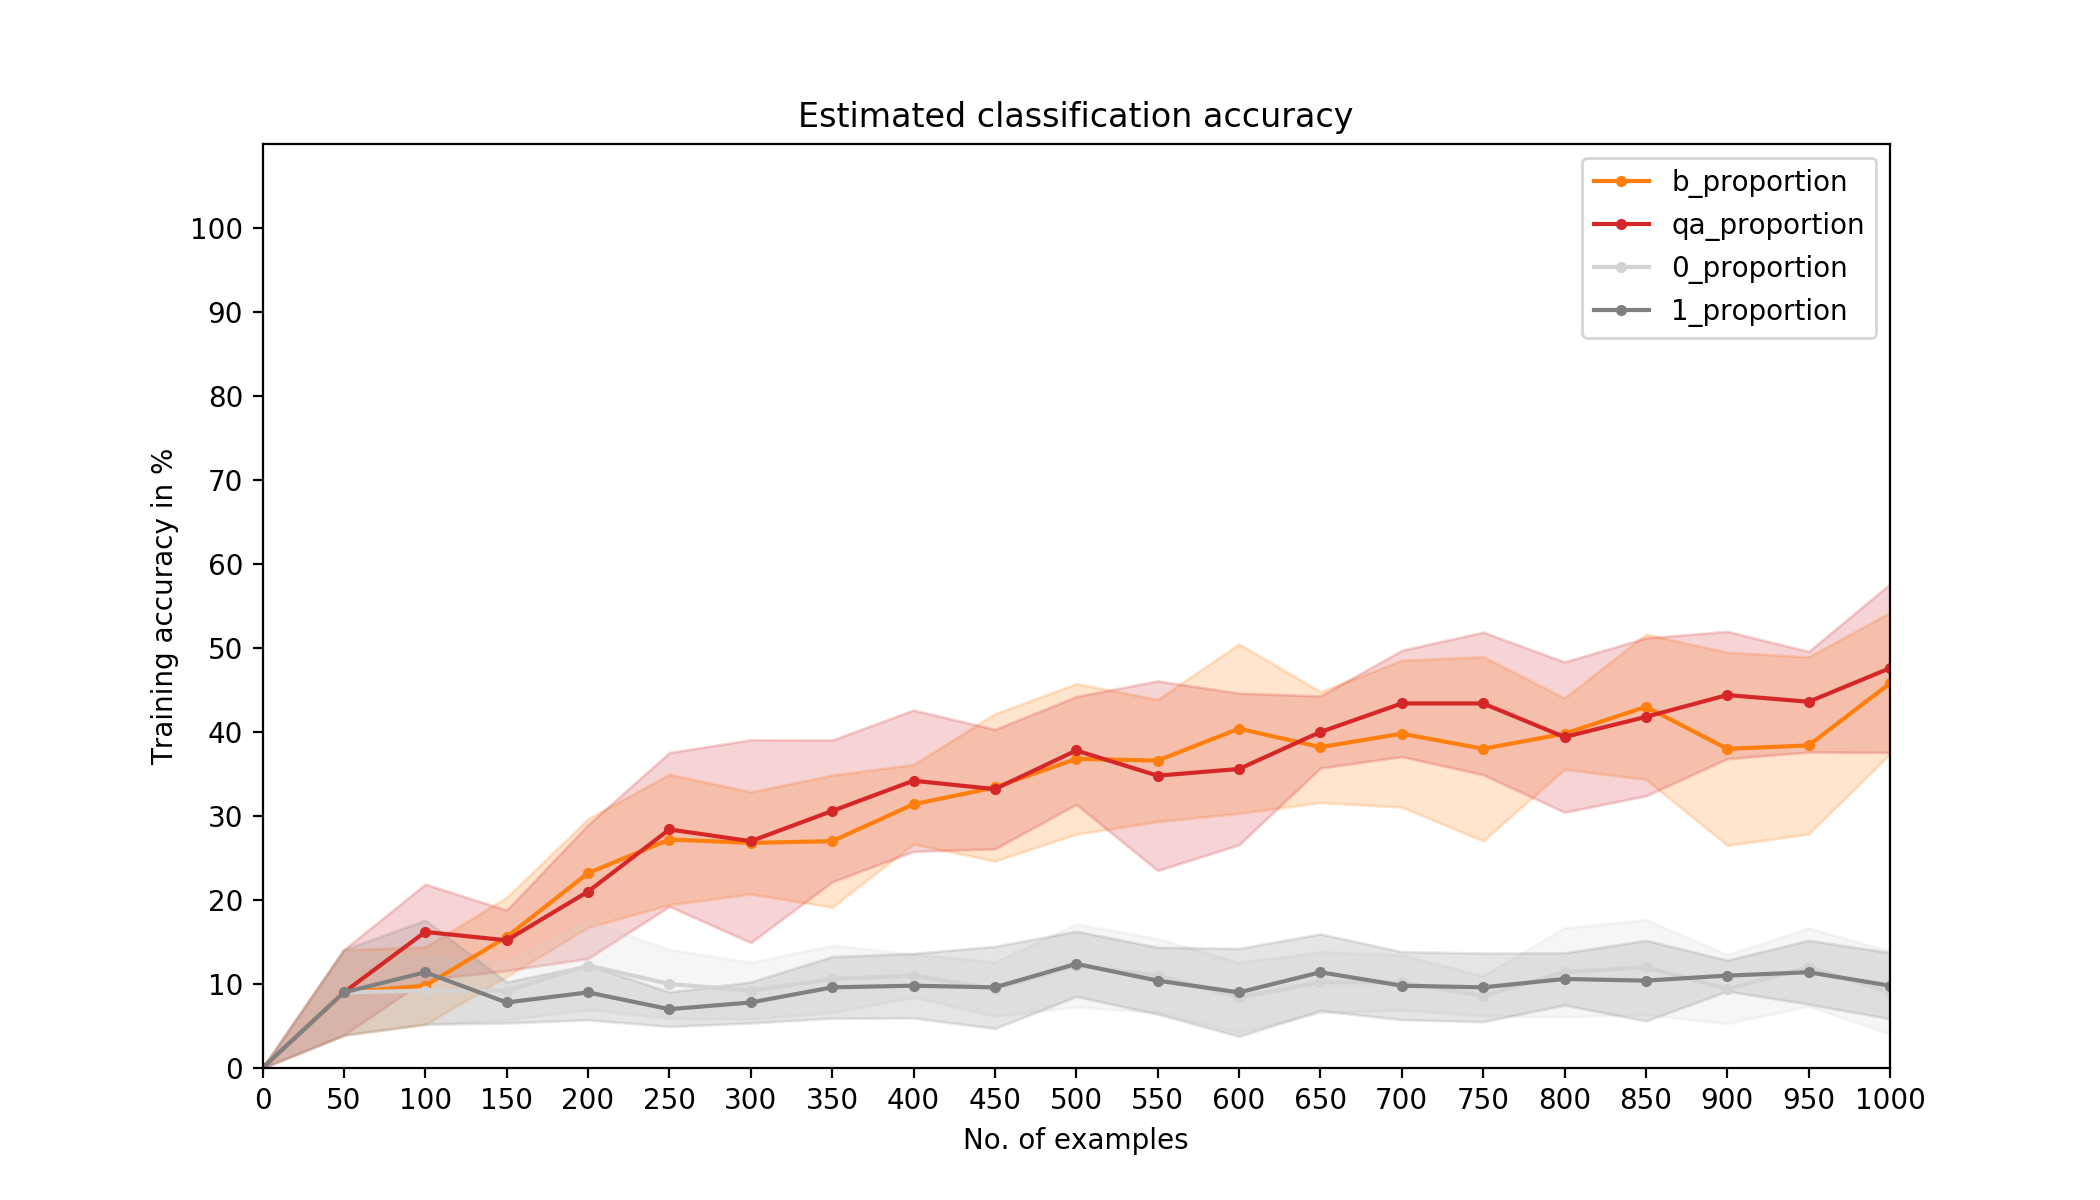 Estimated classification accuracy
b_proportion
qa_proportion
0_proportion
1_proportion
Training accuracy in %
100
90
80
70
60
50
40
30
20
10
0
0 50 100 150 200 250 300 350 400 450 500 550 600 650 700 750 800 850 900 950 1000
No. of examples